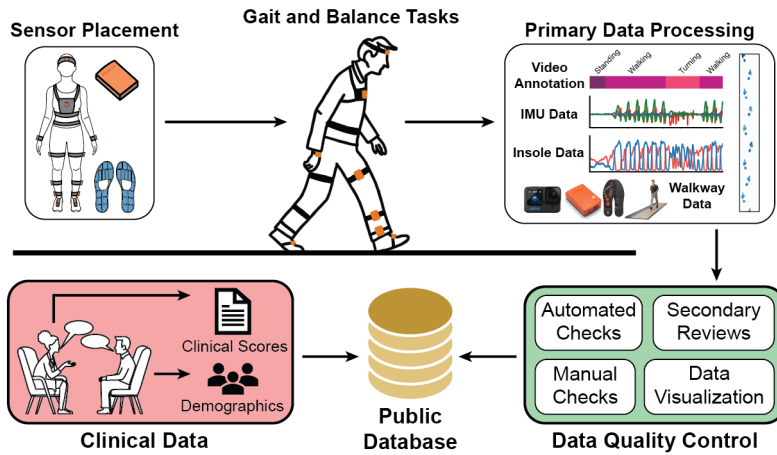 Sensor Placement
Gait and Balance Tasks
Primary Data Processing
Video
Annotation
Standing
Walking
Turning
Walking
IMU Data
Insole Data
Walkway
Data
Clinical Scores
Demographics
Clinical Data
Public
Database
Automated
Checks
Secondary
Reviews
Manual
Checks
Data
Visualization
Data Quality Control